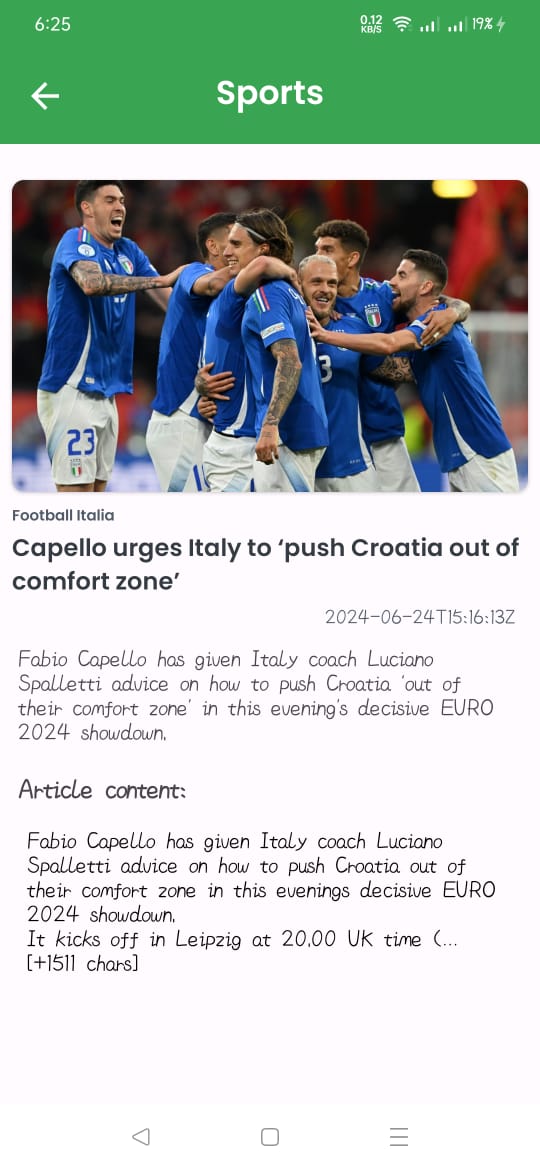 6:25
0.12
KB/S
19%
Sports
23
3
Football Italia
Capello urges Italy to ‘push Croatia out of
comfort zone’
2024-06-24T15:16:13Z
Fabio Capello has given Italy coach Luciano
Spalletti advice on how to push Croatia ‘out of
their comfort zone’ in this evening’s decisive EURO
2024 showdown.
Article content:
Fabio Capello has given Italy coach Luciano
Spalletti advice on how to push Croatia out of
their comfort zone in this evenings decisive EURO
2024 showdown.
It kicks off in Leipzig at 20.00 UK time (…
[+1511 chars]